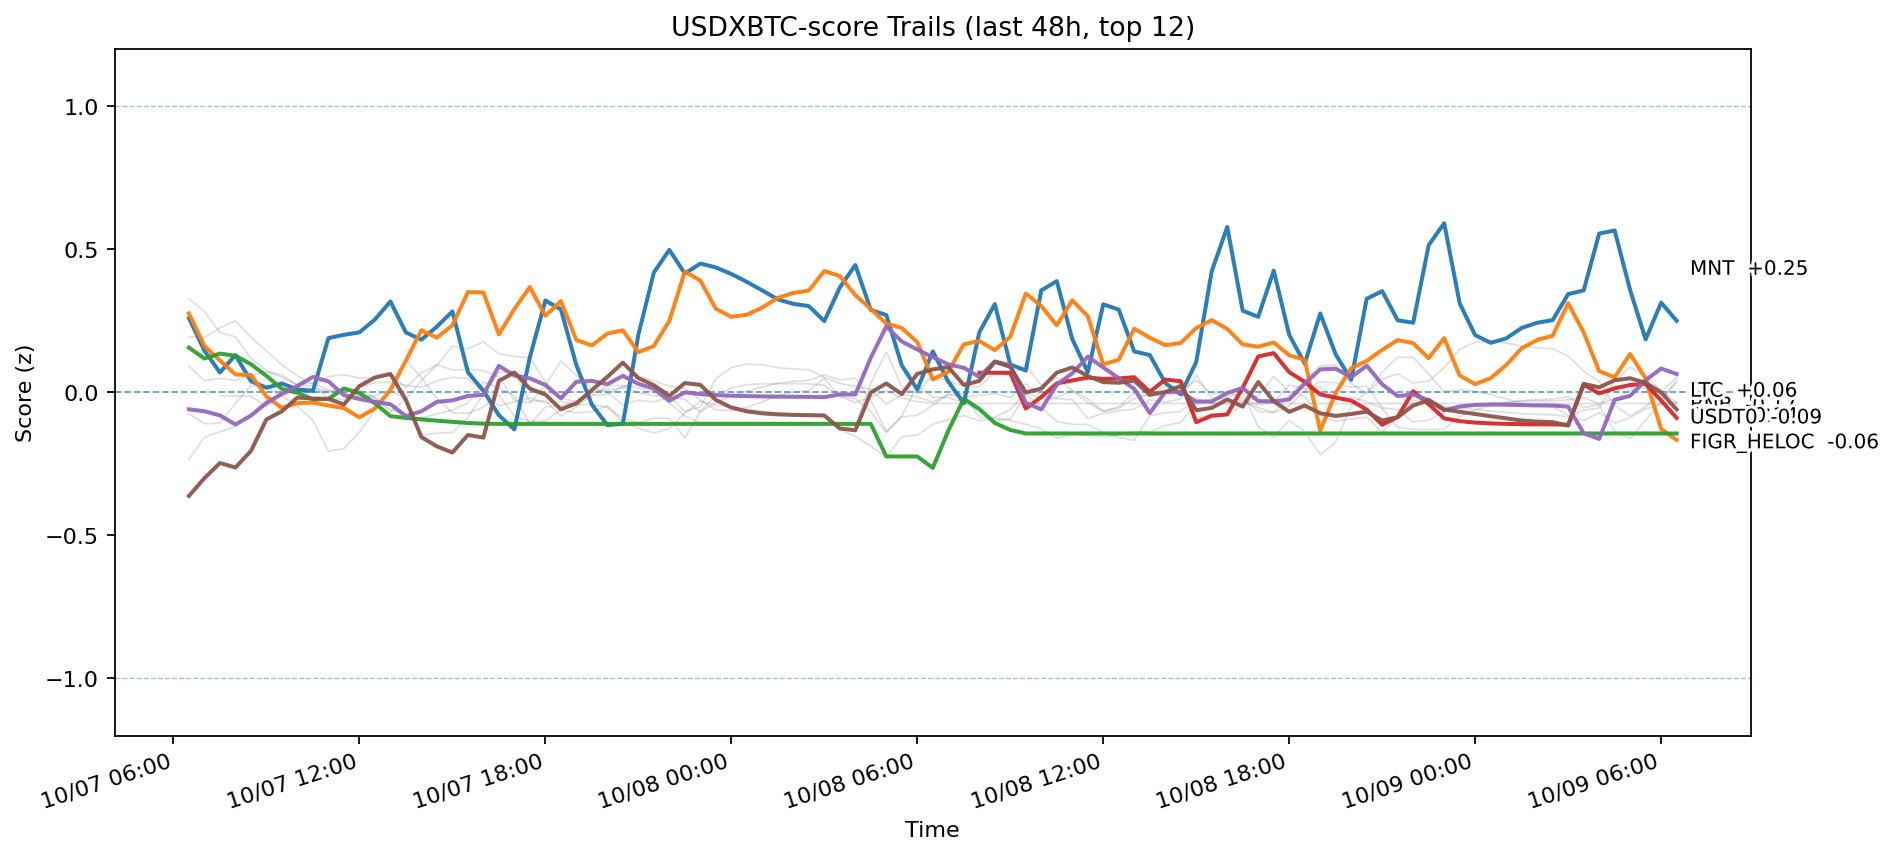 USDXBTC-score Trails (last 48h, top 12)
Score (z)
1.0
0.5
0.0
−0.5
−1.0
MNT +0.25
LTC +0.06
USDT0 -0.09
FIGR_HELOC -0.06
10/07 06:00
10/07 12:00
10/07 18:00
10/08 00:00
10/08 06:00
10/08 12:00
10/08 18:00
10/09 00:00
10/09 06:00
Time